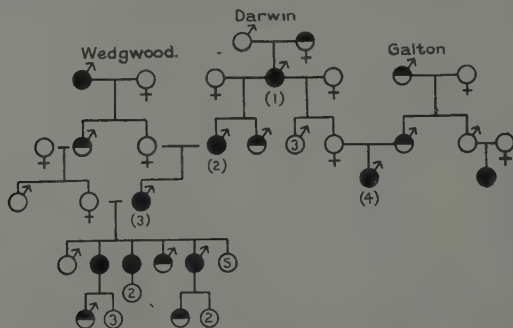 Darwin
Wedgwood.
Galton
(1)
3
(2)
(4)
(3)
S
2
3
2